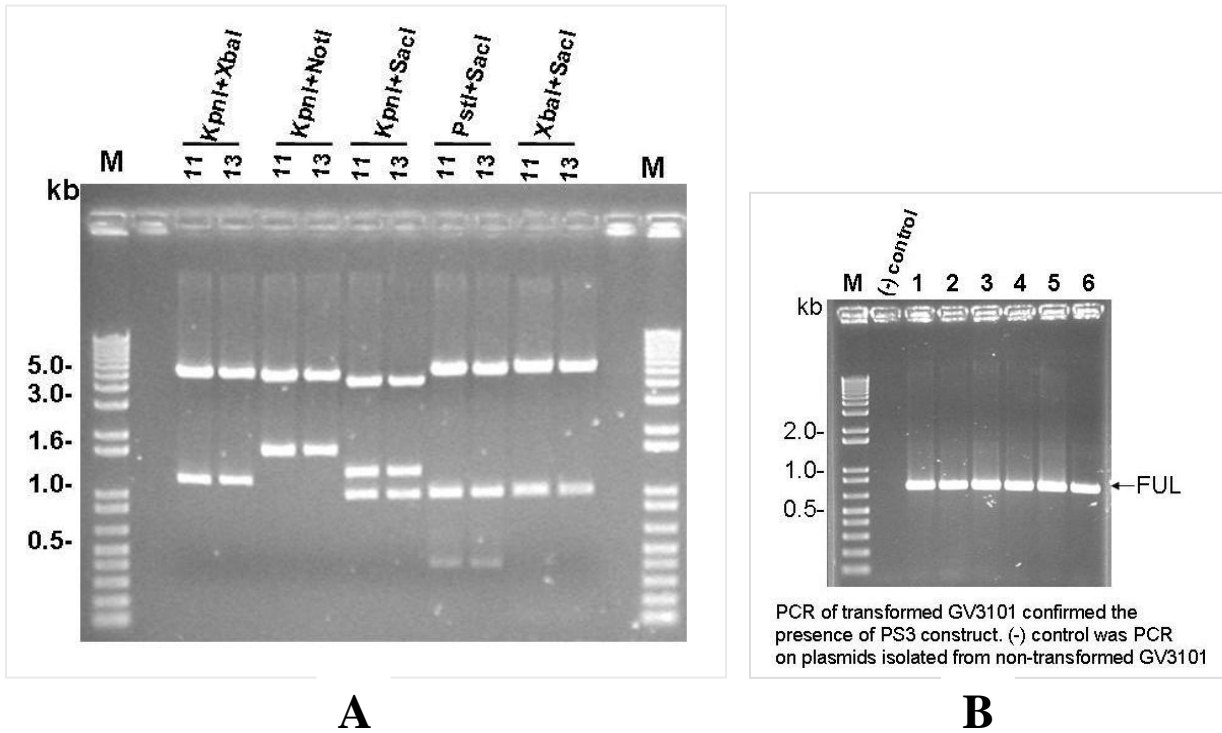 KpnI+XbaI
KpnI+NotI
KpnI+SacI
PstI+SacI
XbaI+SacI
M
11 13 11 13 11 13 11 13 11 13
M
kb
5.0-
3.0-
1.6-
1.0-
0.5-
A
(-) control
M 1 2 3 4 5 6
kb
2.0-
1.0-
0.5-
FUL
PCR of transformed GV3101 confirmed the
presence of PS3 construct. (-) control was PCR
on plasmids isolated from non-transformed GV3101
B